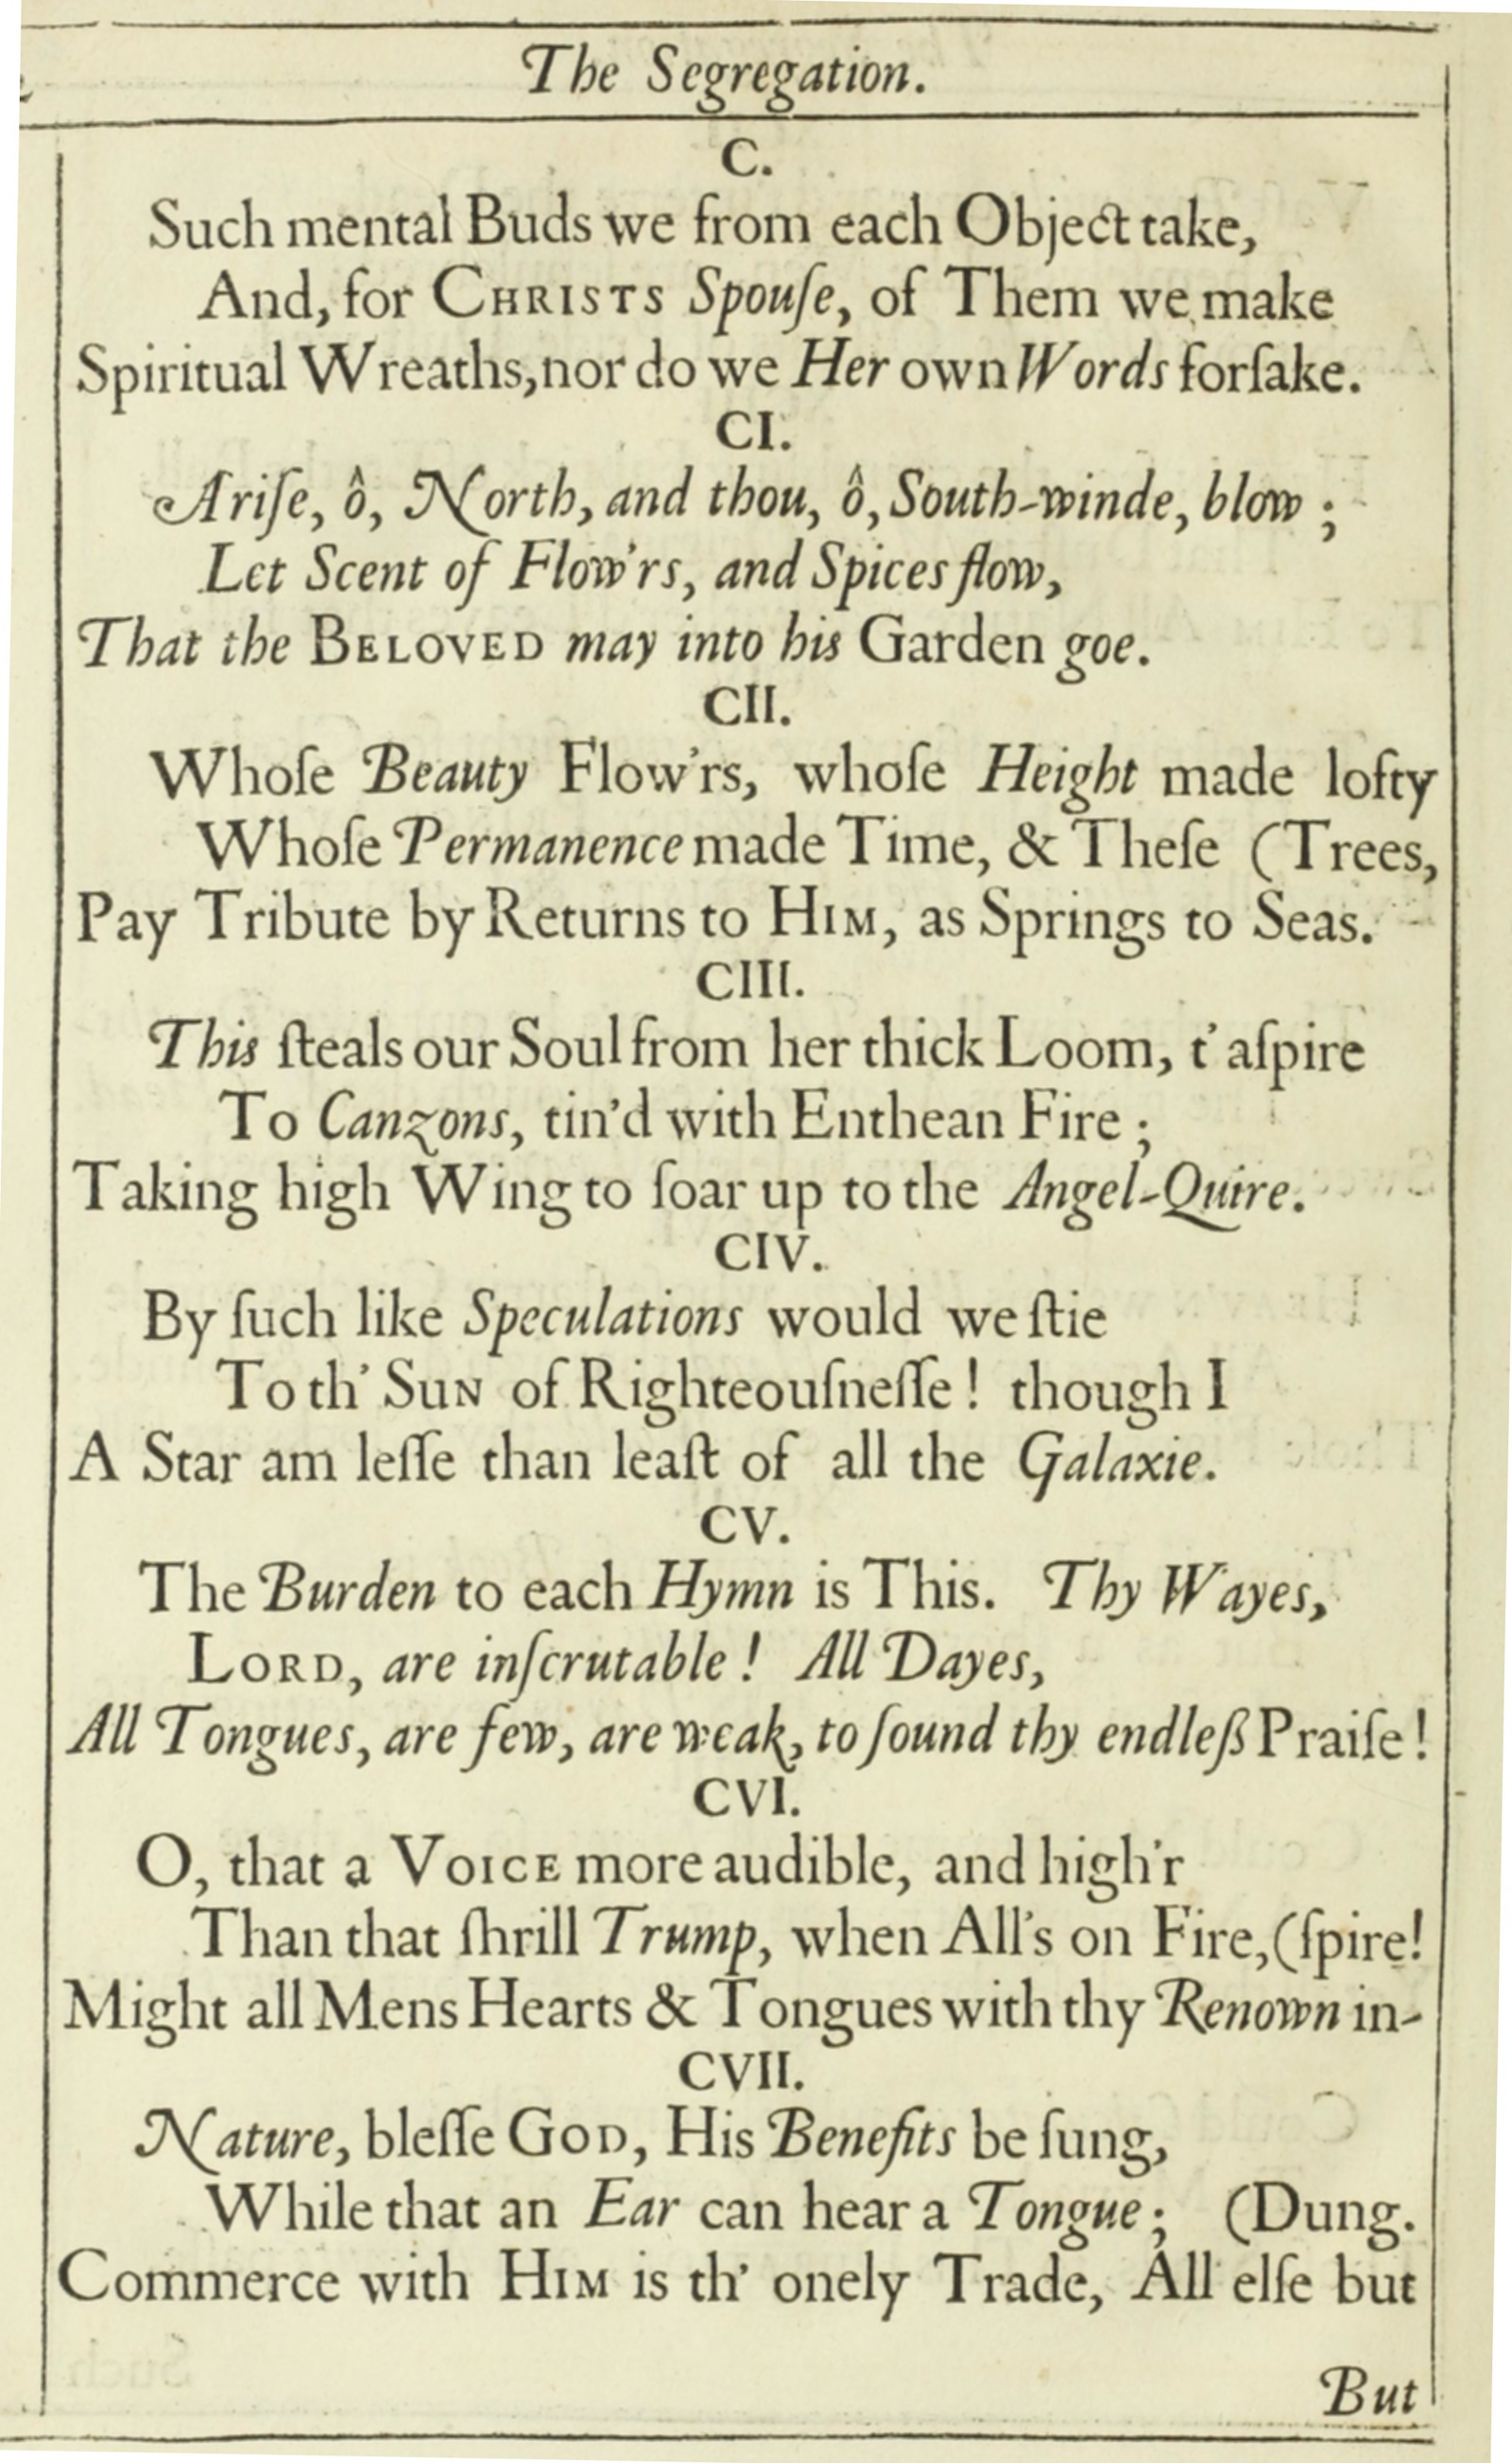 The Segregation.
C.
Such mental Buds we from each Object take,
And, for CHRISTS Spouſe, of Them we make
Spiritual Wreaths, nor do we Her own Words forſake.
CI.
Ariſe, ô, North, and thou, ô, South-winde, blow ;
Let Scent of Flow'rs, and Spices flow,
That the BELOVED may into his Garden goe.
CII.
Whoſe Beauty Flow'rs, whoſe Height made lofty
Whoſe Permanence made Time, & Theſe (Trees,
Pay Tribute by Returns to HIM, as Springs to Seas.
CIII.
This ſteals our Soul from her thick Loom, t' aſpire
To Canzons, tin'd with Enthean Fire ;
Taking high Wing to ſoar up to the Angel-Quire.
CIV.
By ſuch like Speculations would we ſtie
To th' SUN of Righteouſneſſe ! though I
A Star am leſſe than leaſt of all the Galaxie.
CV.
The Burden to each Hymn is This. Thy Wayes,
LORD, are inſcrutable ! All Dayes,
All Tongues, are few, are weak, to ſound thy endleß Praiſe !
CVI.
O, that a VOICE more audible, and high'r
Than that ſhrill Trump, when All's on Fire, (ſpire!
Might all Mens Hearts & Tongues with thy Renown in-
CVII.
Nature, bleſſe GOD, His Benefits be ſung,
While that an Ear can hear a Tongue ; (Dung.
Commerce with HIM is th' onely Trade, All elſe but
But